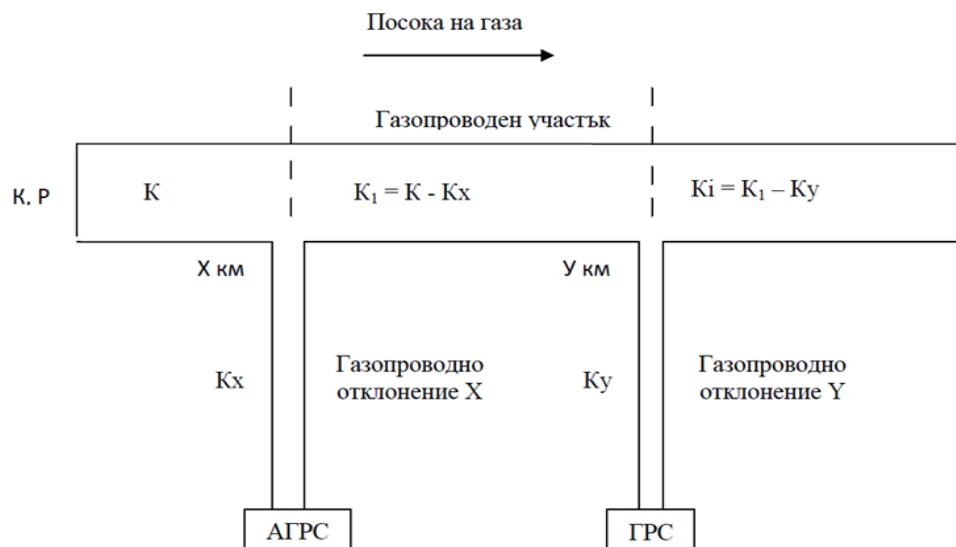 Посока на газа
Газопроводен участък
К. Р
К
К₁ = К - Кх
Кi = К₁ – Ку
Х км
У км
Кх
Газопроводно
отклонение X
Ку
Газопроводно
отклонение Y
АГРС
ГРС